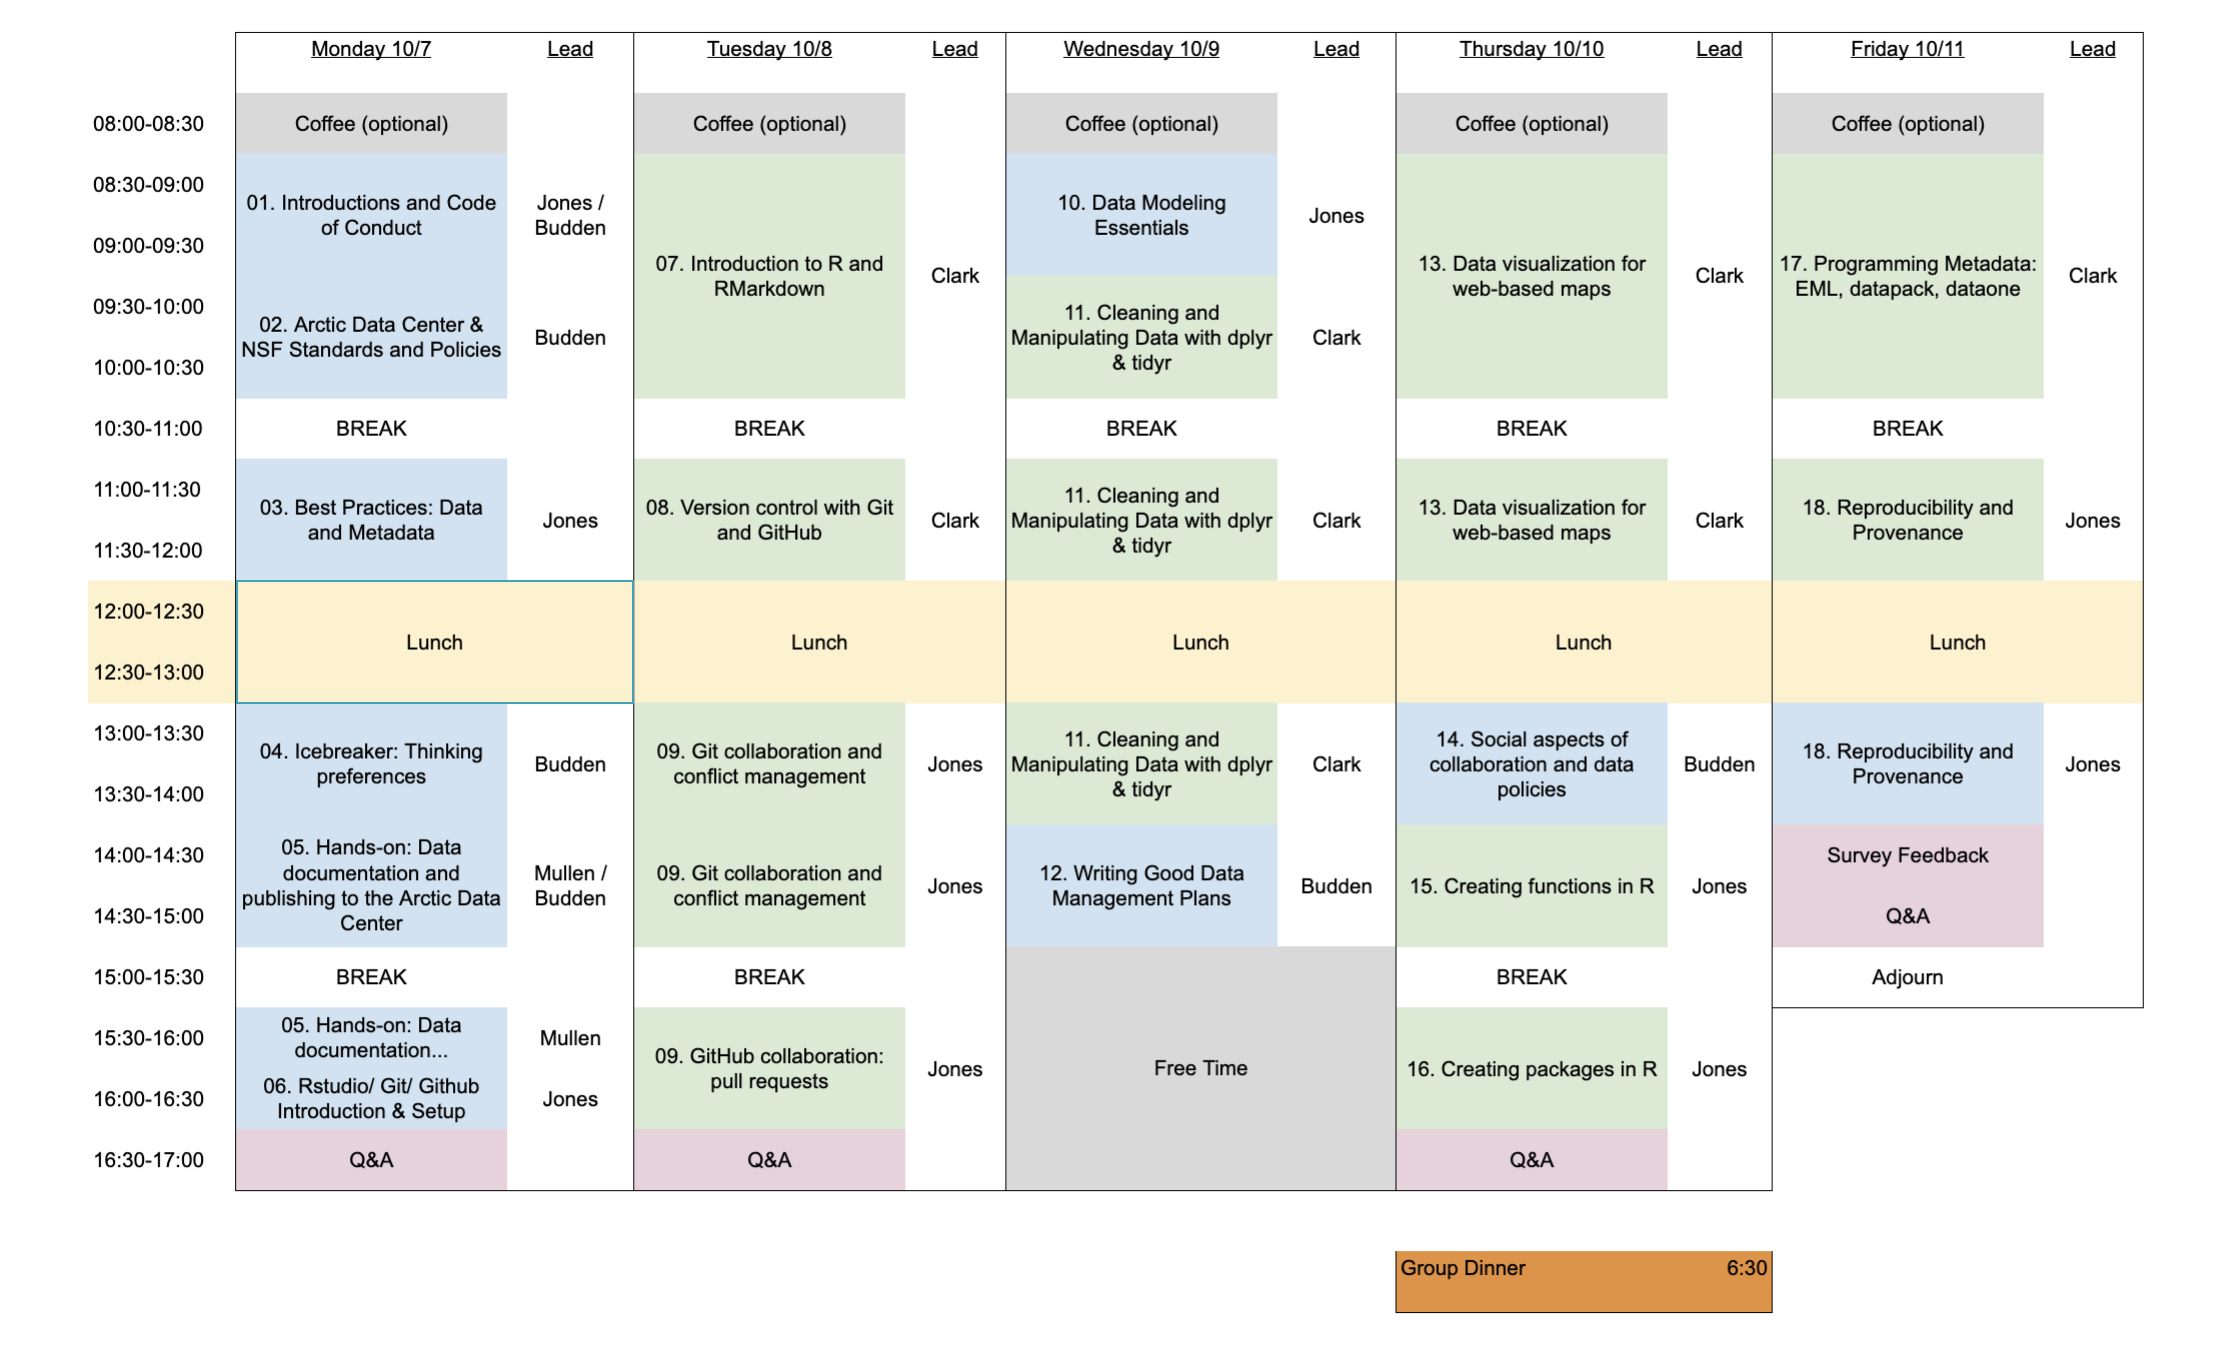 Monday 10/7 Lead Tuesday 10/8 Lead Wednesday 10/9 Lead Thursday 10/10 Lead Friday 10/11 Lead
08:00-08:30
08:30-09:00
09:00-09:30
09:30-10:00
10:00-10:30
10:30-11:00
11:00-11:30
11:30-12:00
12:00-12:30
12:30-13:00
13:00-13:30
13:30-14:00
14:00-14:30
14:30-15:00
15:00-15:30
15:30-16:00
16:00-16:30
16:30-17:00
Coffee (optional)
01. Introductions and Code
of Conduct
Jones /
Budden
02. Arctic Data Center &
NSF Standards and Policies
Budden
BREAK
03. Best Practices: Data
and Metadata
Jones
Lunch
04. Icebreaker: Thinking
preferences
Budden
05. Hands-on: Data
documentation and
publishing to the Arctic Data
Center
Mullen /
Budden
BREAK
05. Hands-on: Data
documentation...
Mullen
06. Rstudio/ Git/ Github
Introduction & Setup
Jones
Q&A
Coffee (optional)
07. Introduction to R and
RMarkdown
Clark
BREAK
08. Version control with Git
and GitHub
Clark
Lunch
09. Git collaboration and
conflict management
Jones
09. Git collaboration and
conflict management
Jones
BREAK
09. GitHub collaboration:
pull requests
Jones
Q&A
Coffee (optional)
10. Data Modeling
Essentials
Jones
11. Cleaning and
Manipulating Data with dplyr
& tidyr
Clark
BREAK
11. Cleaning and
Manipulating Data with dplyr
& tidyr
Clark
Lunch
11. Cleaning and
Manipulating Data with dplyr
& tidyr
Clark
12. Writing Good Data
Management Plans
Budden
Free Time
Coffee (optional)
13. Data visualization for
web-based maps
Clark
BREAK
13. Data visualization for
web-based maps
Clark
Lunch
14. Social aspects of
collaboration and data
policies
Budden
15. Creating functions in R
Jones
BREAK
16. Creating packages in R
Jones
Q&A
Group Dinner 6:30
Coffee (optional)
17. Programming Metadata:
EML, datapack, dataone
Clark
BREAK
18. Reproducibility and
Provenance
Jones
Lunch
18. Reproducibility and
Provenance
Jones
Survey Feedback
Q&A
Adjourn